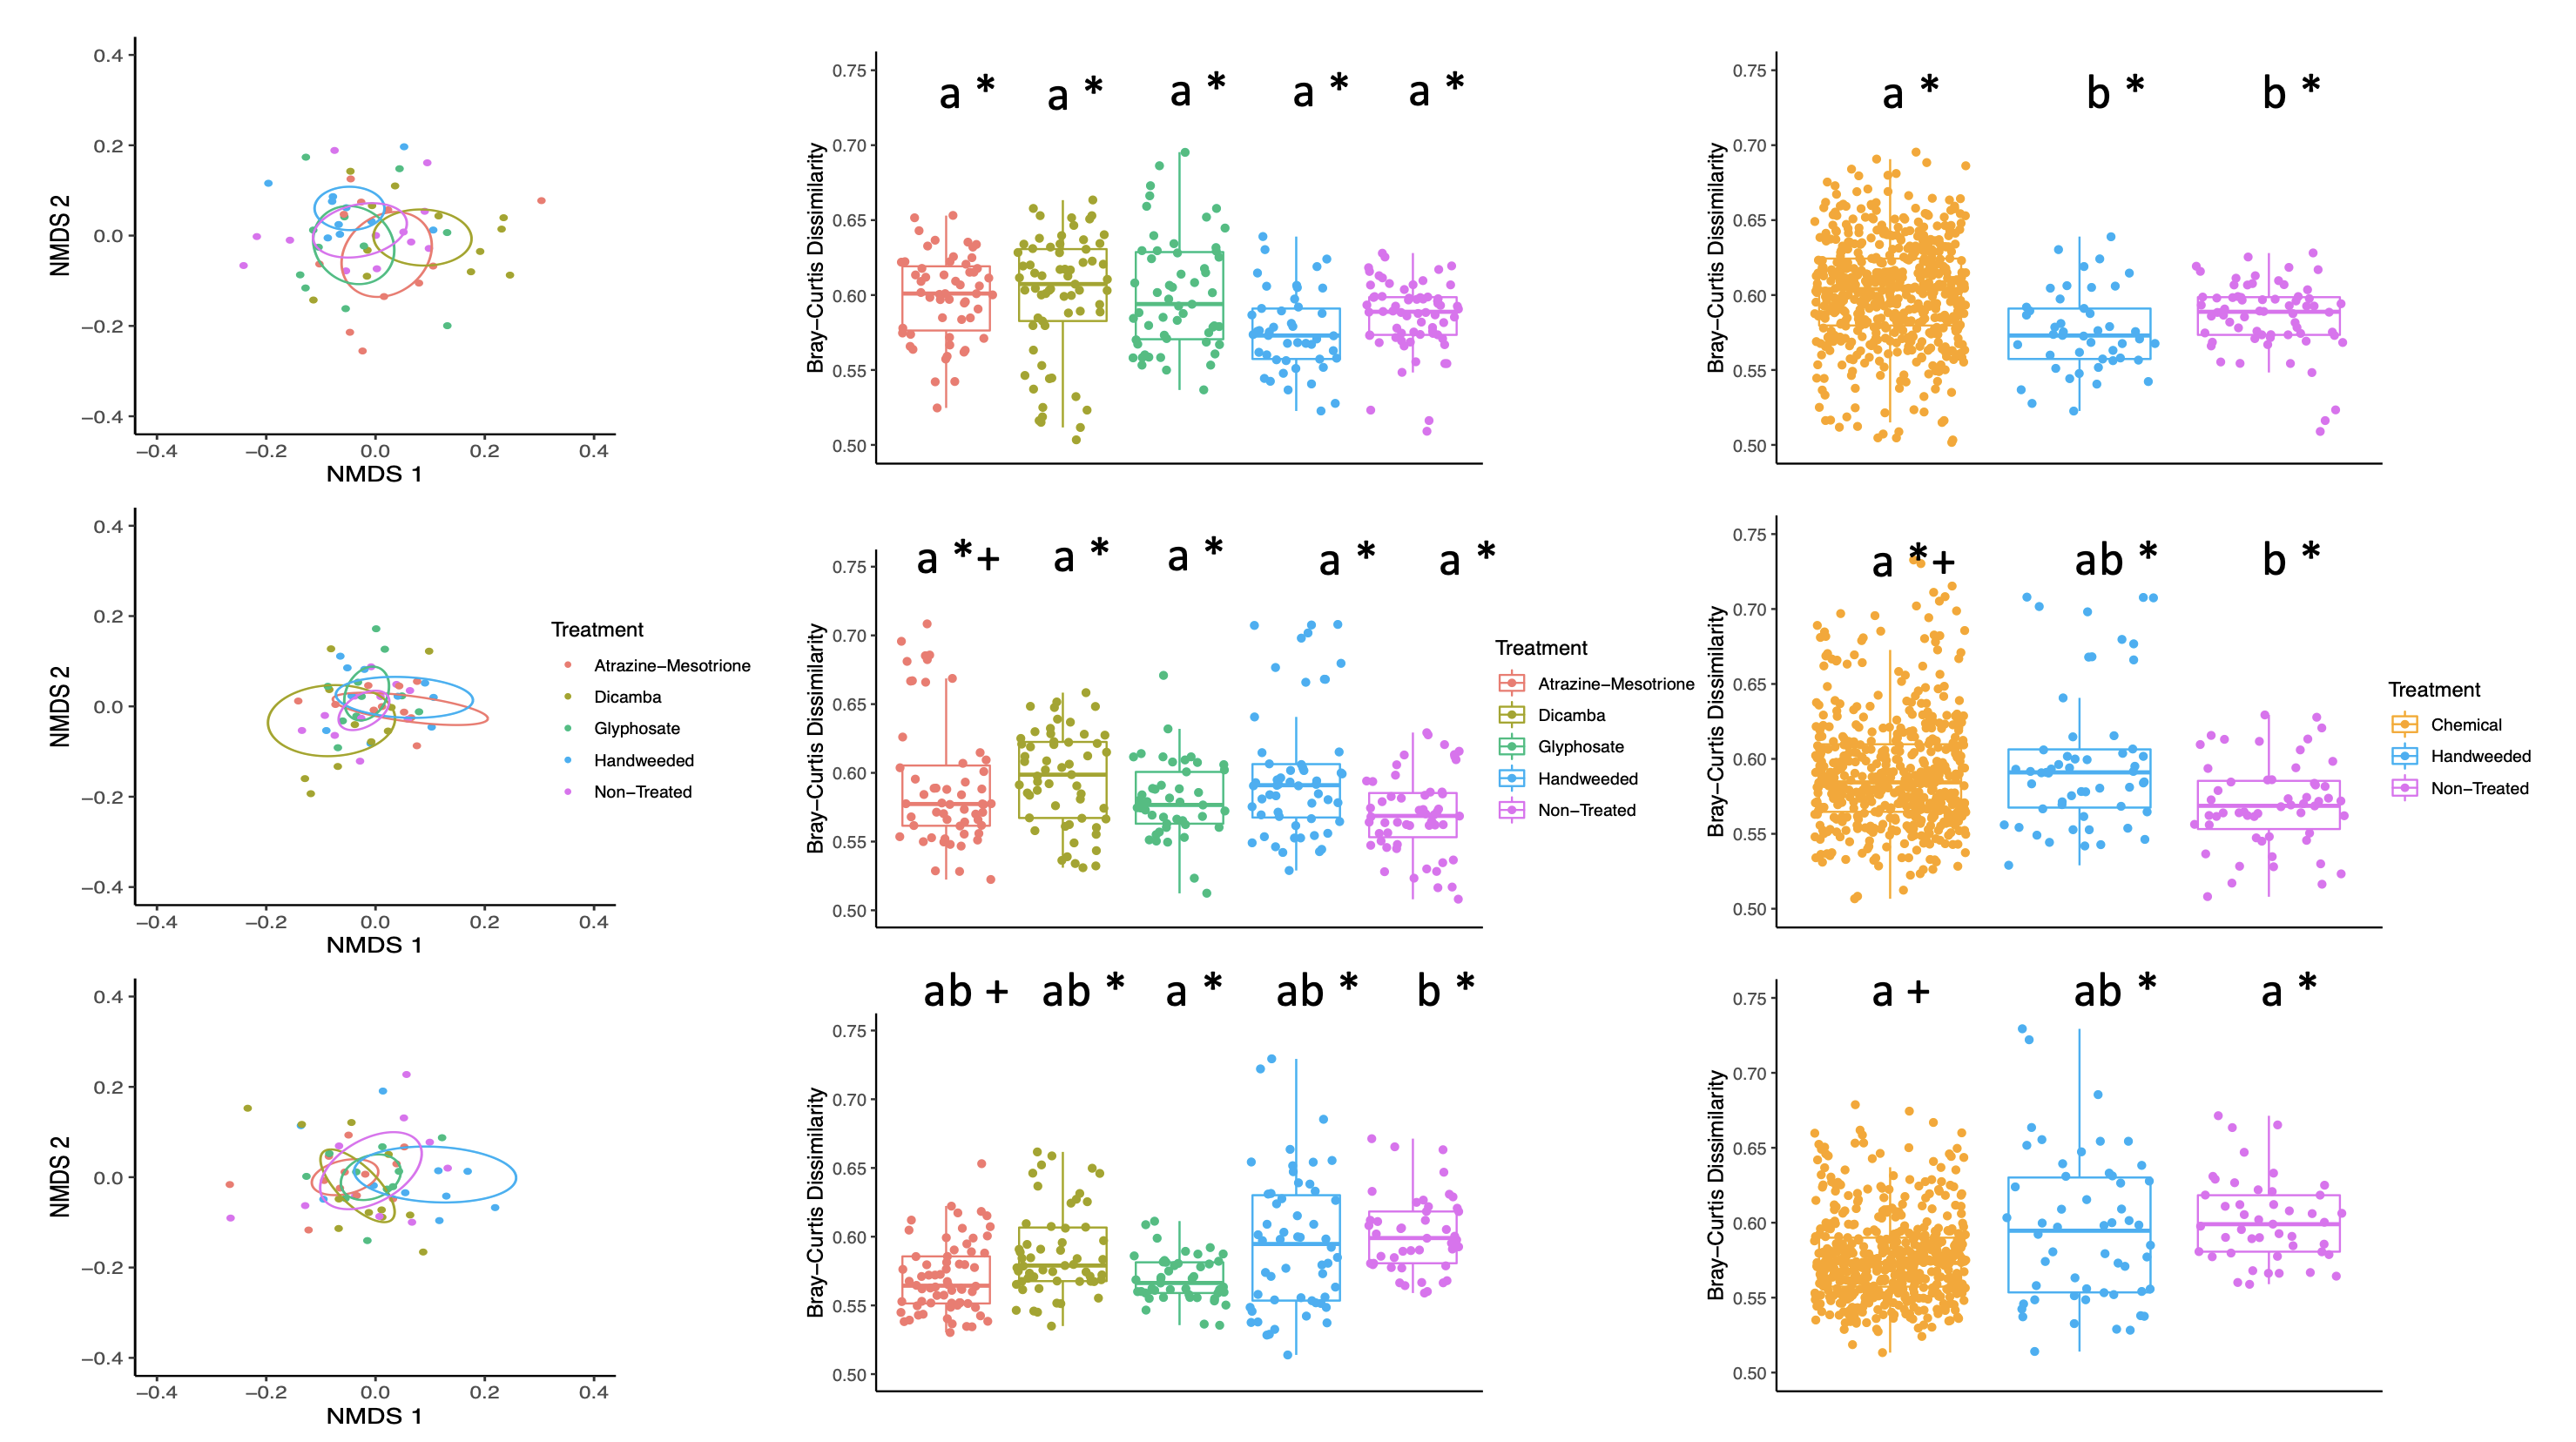 0.4
0.2
0.0
−0.2
−0.4
−0.4 −0.2 0.0 0.2 0.4
NMDS 1
NMDS 2
a * a * a * a * a *
0.75
0.70
0.65
0.60
0.55
0.50
Bray−Curtis Dissimilarity
a * b * b *
0.75
0.70
0.65
0.60
0.55
0.50
Bray−Curtis Dissimilarity
0.4
0.2
0.0
−0.2
−0.4
−0.4 −0.2 0.0 0.2 0.4
NMDS 1
NMDS 2
Treatment
Atrazine−Mesotrione
Dicamba
Glyphosate
Handweeded
Non−Treated
a *+ a * a * a * a *
0.75
0.70
0.65
0.60
0.55
0.50
Bray−Curtis Dissimilarity
Treatment
Atrazine−Mesotrione
Dicamba
Glyphosate
Handweeded
Non−Treated
a *+ ab * b *
0.75
0.70
0.65
0.60
0.55
0.50
Bray−Curtis Dissimilarity
Treatment
Chemical
Handweeded
Non−Treated
0.4
0.2
0.0
−0.2
−0.4
−0.4 −0.2 0.0 0.2 0.4
NMDS 1
NMDS 2
ab + ab * a * ab * b *
0.75
0.70
0.65
0.60
0.55
0.50
Bray−Curtis Dissimilarity
a + ab * a *
0.75
0.70
0.65
0.60
0.55
0.50
Bray−Curtis Dissimilarity